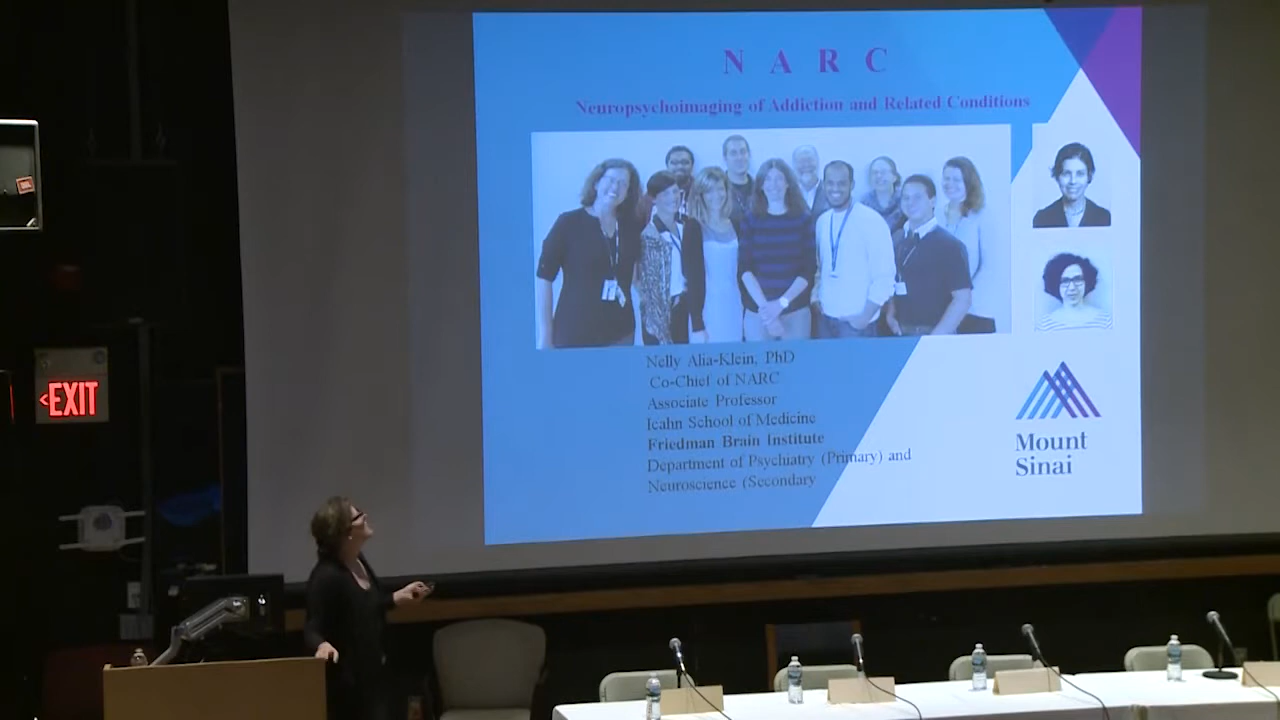 N A R C
Neuropsychoimaging of Addiction and Related Conditions
Nelly Alia-Klein, PhD
Co-Chief of NARC
Associate Professor
Icahn School of Medicine
Friedman Brain Institute
Department of Psychiatry (Primary) and
Neuroscience (Secondary
Mount
Sinai
<EXIT